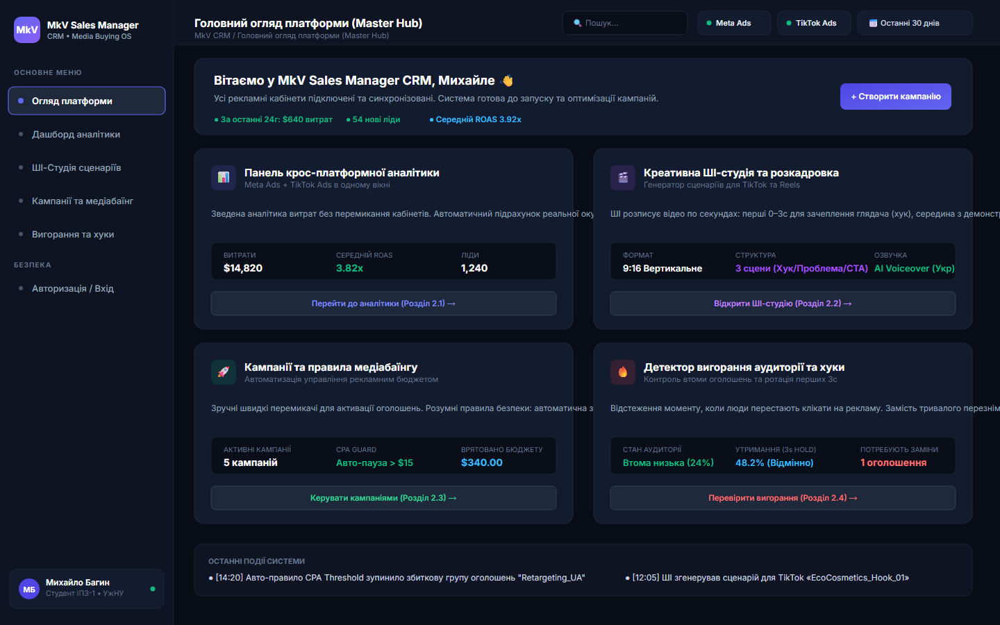 MkV
MkV Sales Manager
CRM • Media Buying OS
ОСНОВНЕ МЕНЮ
Огляд платформи
Дашборд аналітики
ШІ-Студія сценаріїв
Кампанії та медіабаїнг
Вигорання та хуки
БЕЗПЕКА
Авторизація / Вхід
МБ
Михайло Багин
Студент ІПЗ-1 • УжНУ
Головний огляд платформи (Master Hub)
MkV CRM / Головний огляд платформи (Master Hub)
Пошук...
Meta Ads
TikTok Ads
Останні 30 днів
Вітаємо у MkV Sales Manager CRM, Михайле 👋
Усі рекламні кабінети підключені та синхронізовані. Система готова до запуску та оптимізації кампаній.
● За останні 24г: $640 витрат
● 54 нові ліди
● Середній ROAS 3.92x
+ Створити кампанію
Панель крос-платформної аналітики
Meta Ads + TikTok Ads в одному вікні
Зведена аналітика витрат без перемикання кабінетів. Автоматичний підрахунок реальної оку
ВИТРАТИ
$14,820
СЕРЕДНІЙ ROAS
3.82x
ЛІДИ
1,240
Перейти до аналітики (Розділ 2.1) →
Креативна ШІ-студія та розкадровка
Генератор сценаріїв для TikTok та Reels
ШІ розписує відео по секундах: перші 0–3с для зачеплення глядача (хук), середина з демонст
ФОРМАТ
9:16 Вертикальне
СТРУКТУРА
3 сцени (Хук/Проблема/CTA)
ОЗВУЧКА
AI Voiceover (Укр)
Відкрити ШІ-студію (Розділ 2.2) →
Кампанії та правила медіабаїнгу
Автоматизація управління рекламним бюджетом
Зручні швидкі перемикачі для активації оголошень. Розумні правила безпеки: автоматична з
АКТИВНІ КАМПАНІЇ
5 кампаній
CPA GUARD
Авто-пауза > $15
ВРЯТОВАНО БЮДЖЕТУ
$340.00
Керувати кампаніями (Розділ 2.3) →
Детектор вигорання аудиторії та хуки
Контроль втоми оголошень та ротація перших 3с
Відстеження моменту, коли люди перестають клікати на рекламу. Замість тривалого перезнім
СТАН АУДИТОРІЇ
Втома низька (24%)
УТРИМАННЯ (3s HOLD)
48.2% (Відмінно)
ПОТРЕБУЮТЬ ЗАМІНИ
1 оголошення
Перевірити вигорання (Розділ 2.4) →
ОСТАННІ ПОДІЇ СИСТЕМИ
● [14:20] Авто-правило CPA Threshold зупинило збиткову групу оголошень "Retargeting_UA"
● [12:05] ШІ згенерував сценарій для TikTok «EcoCosmetics_Hook_01»